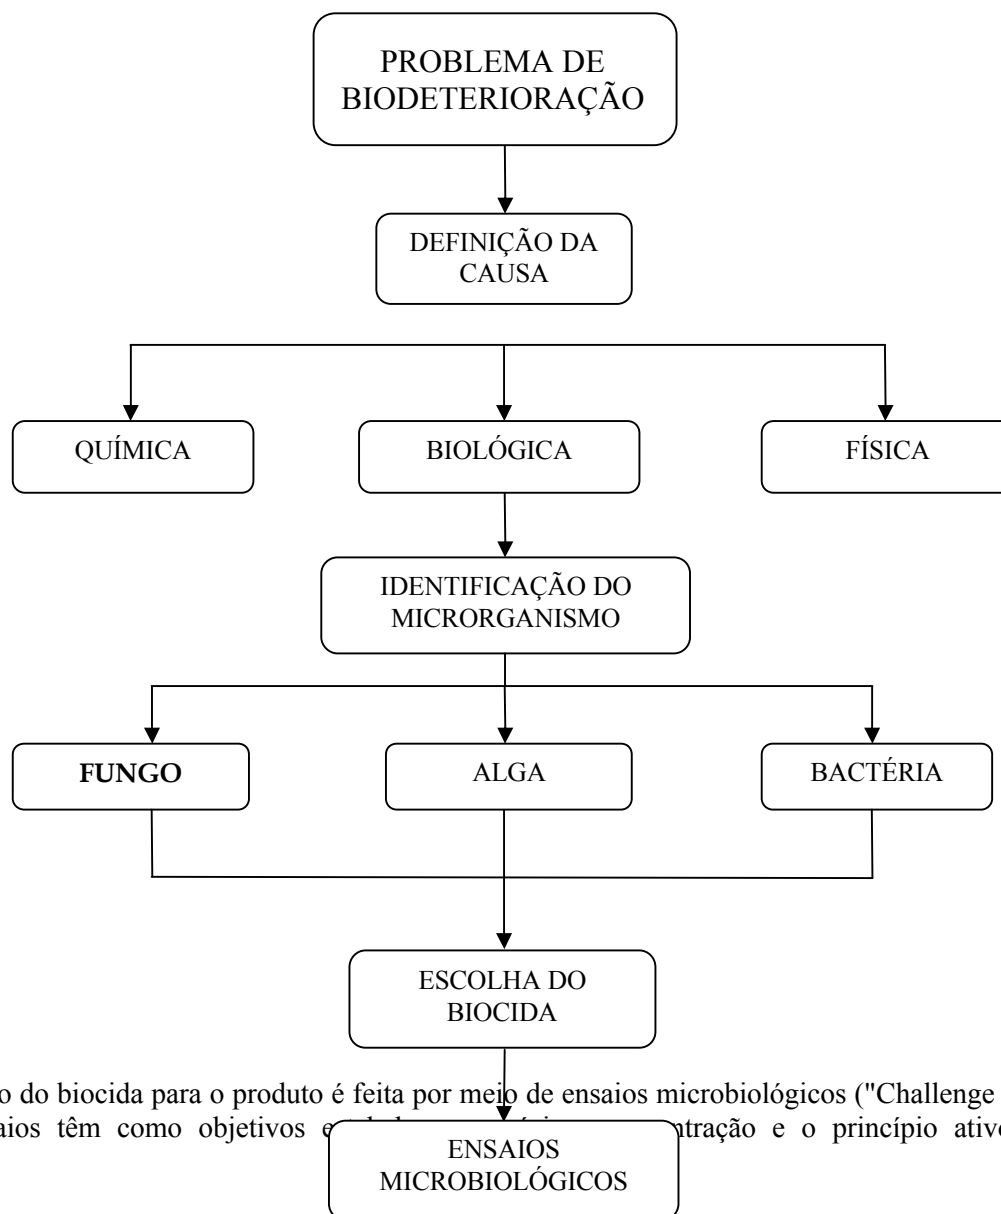 PROBLEMA DE
BIODETERIORAÇÃO
DEFINIÇÃO DA
CAUSA
QUÍMICA
BIOLÓGICA
FÍSICA
IDENTIFICAÇÃO DO
MICRORGANISMO
FUNGO
ALGA
BACTÉRIA
ESCOLHA DO
BIOCIDA
o do biocida para o produto é feita por meio de ensaios microbiológicos ("Challenge
aios têm como objetivos ntração e o princípio ativo
ENSAIOS
MICROBIOLÓGICOS